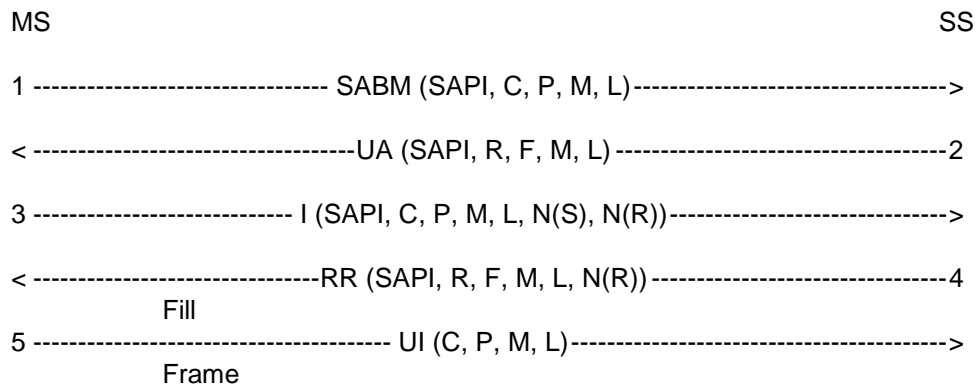 MS SS
1 --------------------------------- SABM (SAPI, C, P, M, L)----------------------------------->
< ------------------------------------UA (SAPI, R, F, M, L) -------------------------------------2
3 ----------------------------- I (SAPI, C, P, M, L, N(S), N(R))------------------------------->
< -----------------------------------RR (SAPI, R, F, M, L, N(R)) ---------------------------------4
Fill
5 ---------------------------------------- UI (C, P, M, L)------------------------------------------>
Frame